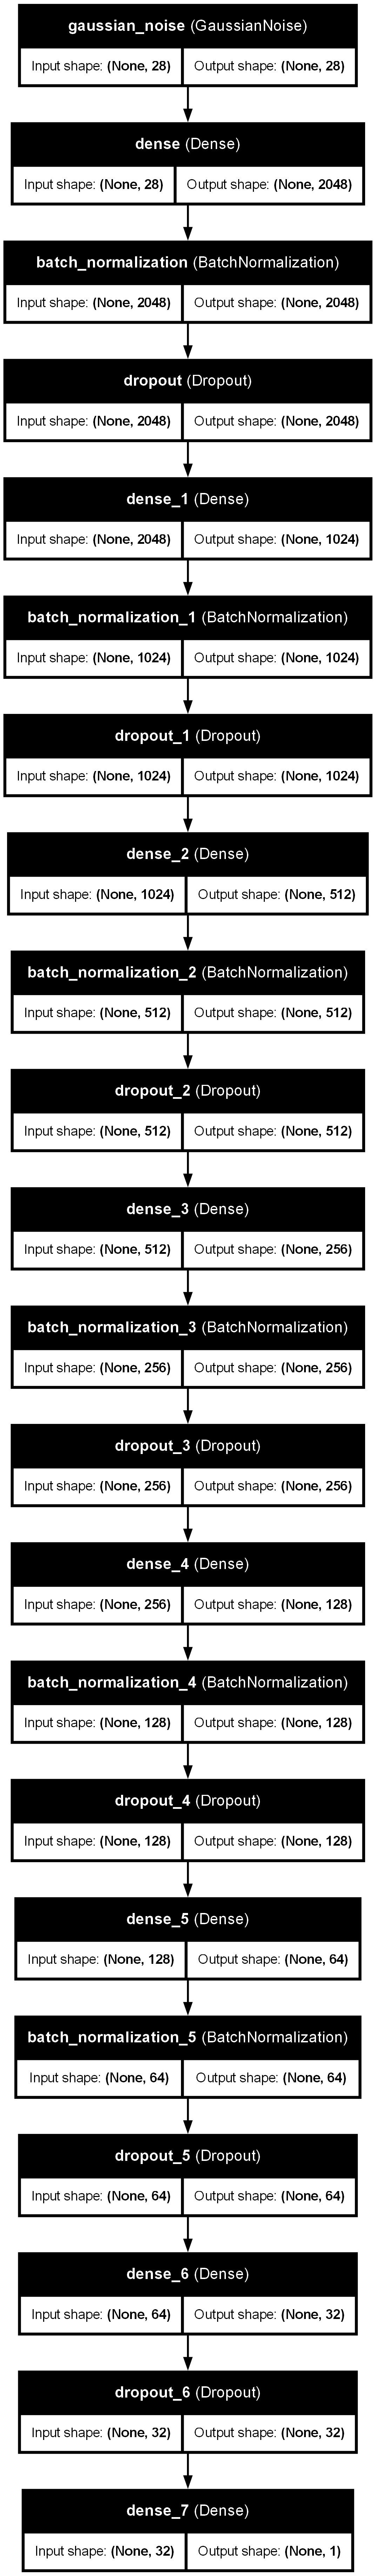 gaussian_noise (GaussianNoise)
Input shape: (None, 28) Output shape: (None, 28)
dense (Dense)
Input shape: (None, 28) Output shape: (None, 2048)
batch_normalization (BatchNormalization)
Input shape: (None, 2048) Output shape: (None, 2048)
dropout (Dropout)
Input shape: (None, 2048) Output shape: (None, 2048)
dense_1 (Dense)
Input shape: (None, 2048) Output shape: (None, 1024)
batch_normalization_1 (BatchNormalization)
Input shape: (None, 1024) Output shape: (None, 1024)
dropout_1 (Dropout)
Input shape: (None, 1024) Output shape: (None, 1024)
dense_2 (Dense)
Input shape: (None, 1024) Output shape: (None, 512)
batch_normalization_2 (BatchNormalization)
Input shape: (None, 512) Output shape: (None, 512)
dropout_2 (Dropout)
Input shape: (None, 512) Output shape: (None, 512)
dense_3 (Dense)
Input shape: (None, 512) Output shape: (None, 256)
batch_normalization_3 (BatchNormalization)
Input shape: (None, 256) Output shape: (None, 256)
dropout_3 (Dropout)
Input shape: (None, 256) Output shape: (None, 256)
dense_4 (Dense)
Input shape: (None, 256) Output shape: (None, 128)
batch_normalization_4 (BatchNormalization)
Input shape: (None, 128) Output shape: (None, 128)
dropout_4 (Dropout)
Input shape: (None, 128) Output shape: (None, 128)
dense_5 (Dense)
Input shape: (None, 128) Output shape: (None, 64)
batch_normalization_5 (BatchNormalization)
Input shape: (None, 64) Output shape: (None, 64)
dropout_5 (Dropout)
Input shape: (None, 64) Output shape: (None, 64)
dense_6 (Dense)
Input shape: (None, 64) Output shape: (None, 32)
dropout_6 (Dropout)
Input shape: (None, 32) Output shape: (None, 32)
dense_7 (Dense)
Input shape: (None, 32) Output shape: (None, 1)